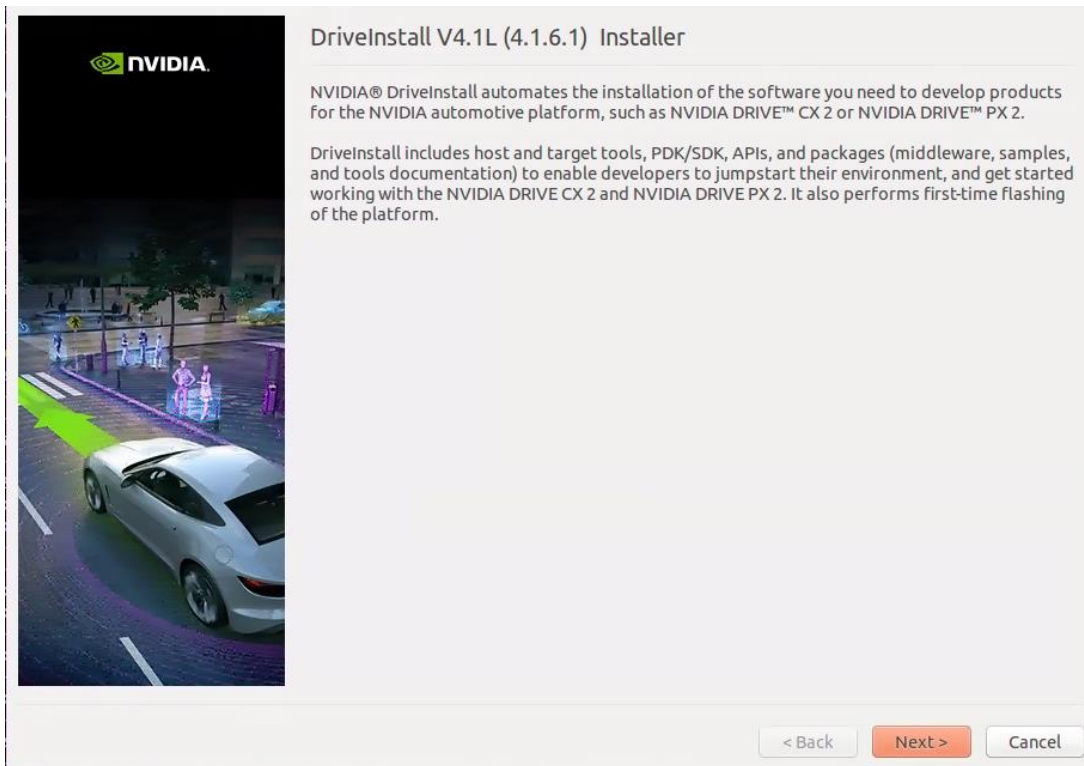 NVIDIA.
DriveInstall V4.1L (4.1.6.1)  Installer
NVIDIA® DriveInstall automates the installation of the software you need to develop products
for the NVIDIA automotive platform, such as NVIDIA DRIVE™ CX 2 or NVIDIA DRIVE™ PX 2.
DriveInstall includes host and target tools, PDK/SDK, APIs, and packages (middleware, samples,
and tools documentation) to enable developers to jumpstart their environment, and get started
working with the NVIDIA DRIVE CX 2 and NVIDIA DRIVE PX 2. It also performs first-time flashing
of the platform.
< Back Next > Cancel